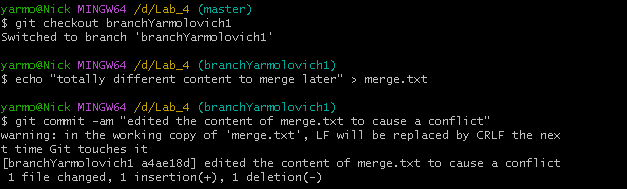 yarmo@Nick MINGW64 /d/Lab_4 (master)
$ git checkout branchYarmolovich1
Switched to branch 'branchYarmolovich1'
yarmo@Nick MINGW64 /d/Lab_4 (branchYarmolovich1)
$ echo "totally different content to merge later" > merge.txt
yarmo@Nick MINGW64 /d/Lab_4 (branchYarmolovich1)
$ git commit -am "edited the content of merge.txt to cause a conflict"
warning: in the working copy of 'merge.txt', LF will be replaced by CRLF the nex
t time Git touches it
[branchYarmolovich1 a4ae18d] edited the content of merge.txt to cause a conflict
 1 file changed, 1 insertion(+), 1 deletion(-)